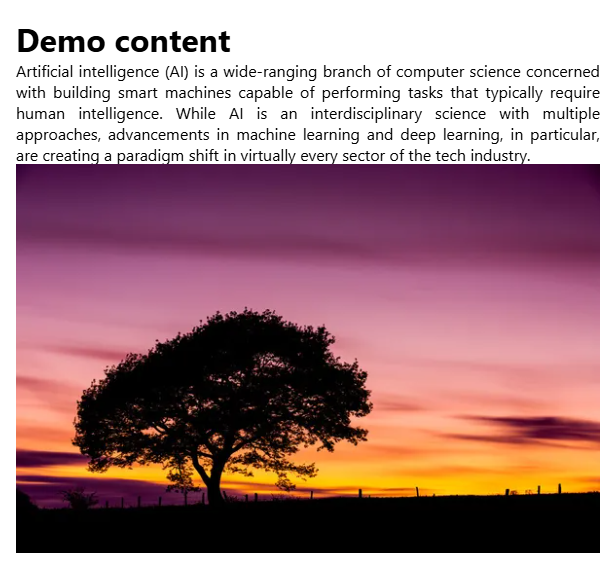 Demo content
Artificial intelligence (AI) is a wide-ranging branch of computer science concerned
with building smart machines capable of performing tasks that typically require
human intelligence. While AI is an interdisciplinary science with multiple
approaches, advancements in machine learning and deep learning, in particular,
are creating a paradigm shift in virtually every sector of the tech industry.